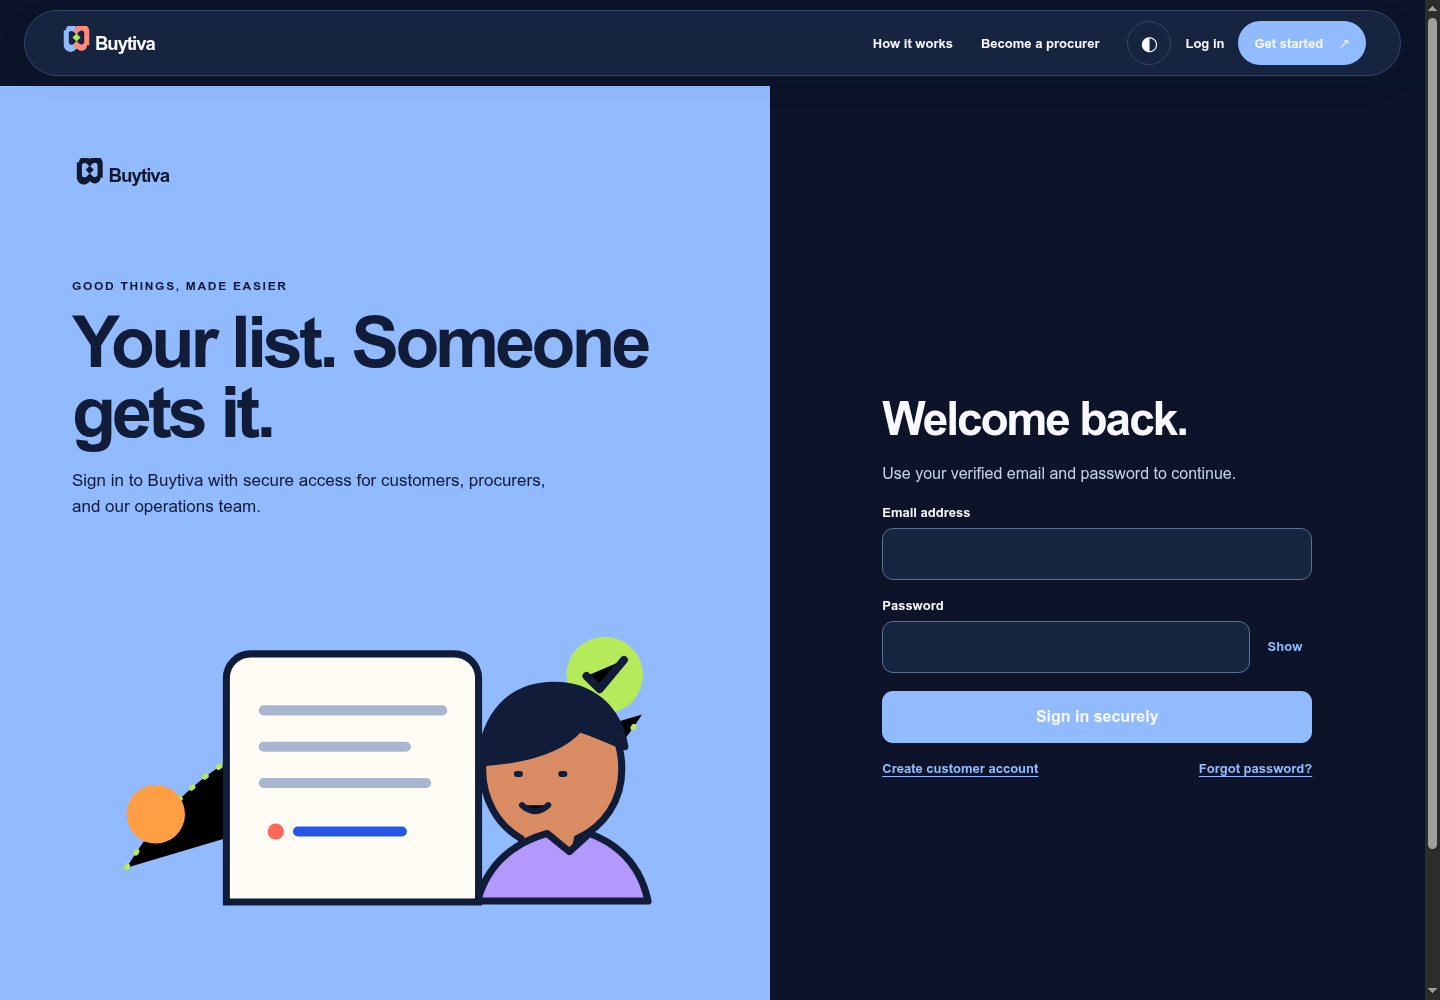 Buytiva
How it works
Become a procurer
Log in
Get started ↗
Buytiva
GOOD THINGS, MADE EASIER
Your list. Someone
gets it.
Sign in to Buytiva with secure access for customers, procurers,
and our operations team.
Welcome back.
Use your verified email and password to continue.
Email address
Password
Show
Sign in securely
Create customer account
Forgot password?